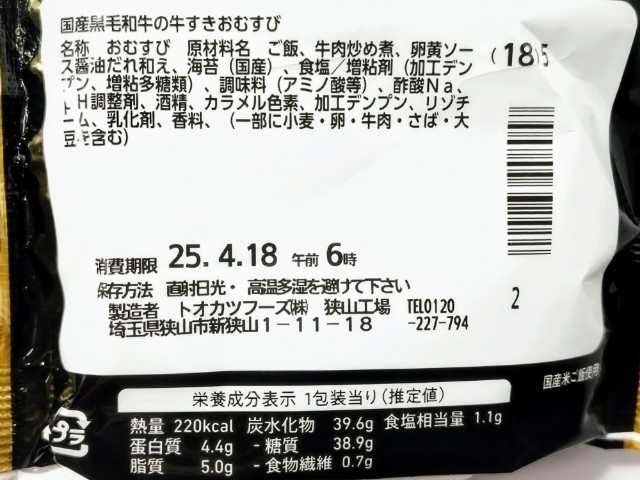 国産黒毛和牛の牛すきおむすび
名称 おむすび 原材料名 ご飯、牛肉炒め煮、卵黄ソー
ス醤油だれ和え、海苔（国産）、食塩／増粘剤（加工デン
プン、増粘多糖類）、調味料（アミノ酸等）、酢酸Ｎａ、
Ｈ調整剤、酒精、カラメル色素、加工デンプン、リゾチ
ーム、乳化剤、香料、（一部に小麦・卵・牛肉・さば・大
豆を含む）
(18)5
消費期限 25. 4.18 午前 6時
保存方法 直射日光・高温多湿を避けて下さい
製造者 トオカツフーズ㈱ 狭山工場 TEL0120
埼玉県狭山市新狭山１－１１－１８ -227-794
2
国産米ご飯使用
栄養成分表示 1包装当り（推定値）
熱量 220kcal 炭水化物 39.6g 食塩相当量 1.1g
蛋白質 4.4g - 糖質 38.9g
脂質 5.0g - 食物繊維 0.7g
プラ